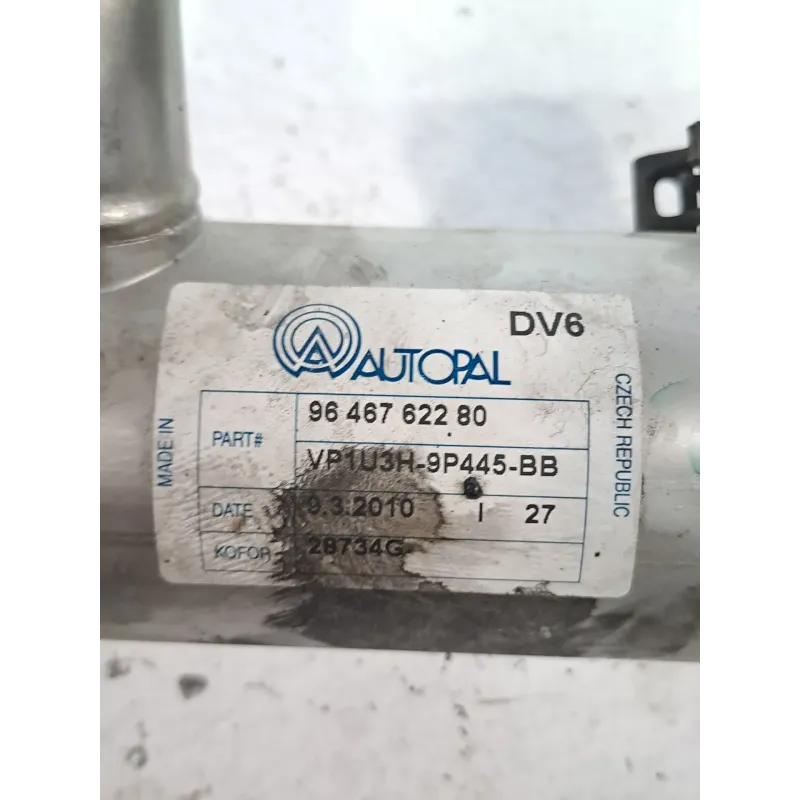 DV6
AUTOPAL
MADE IN
PART#
96 467 622 80
VP1U3H-9P445-BB
DATE
9.3.2010 I 27
KOFOR
28734G
CZECH REPUBLIC